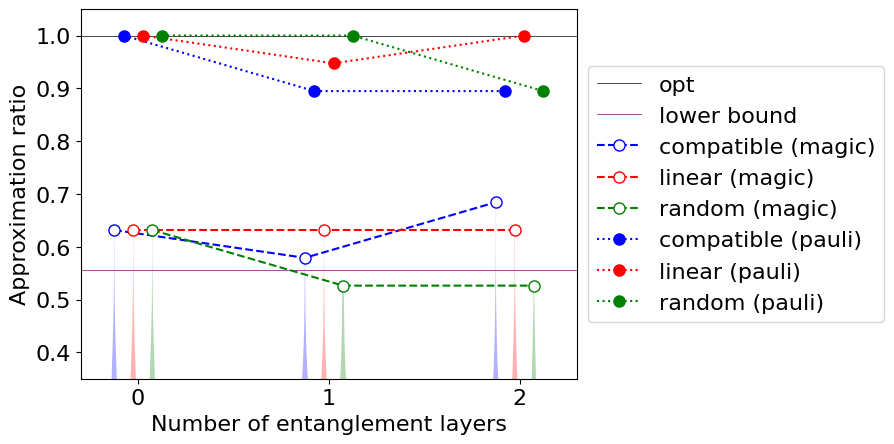 1.0
0.9
0.8
0.7
0.6
0.5
0.4
Approximation ratio
0
1
2
Number of entanglement layers
opt
lower bound
compatible (magic)
linear (magic)
random (magic)
compatible (pauli)
linear (pauli)
random (pauli)